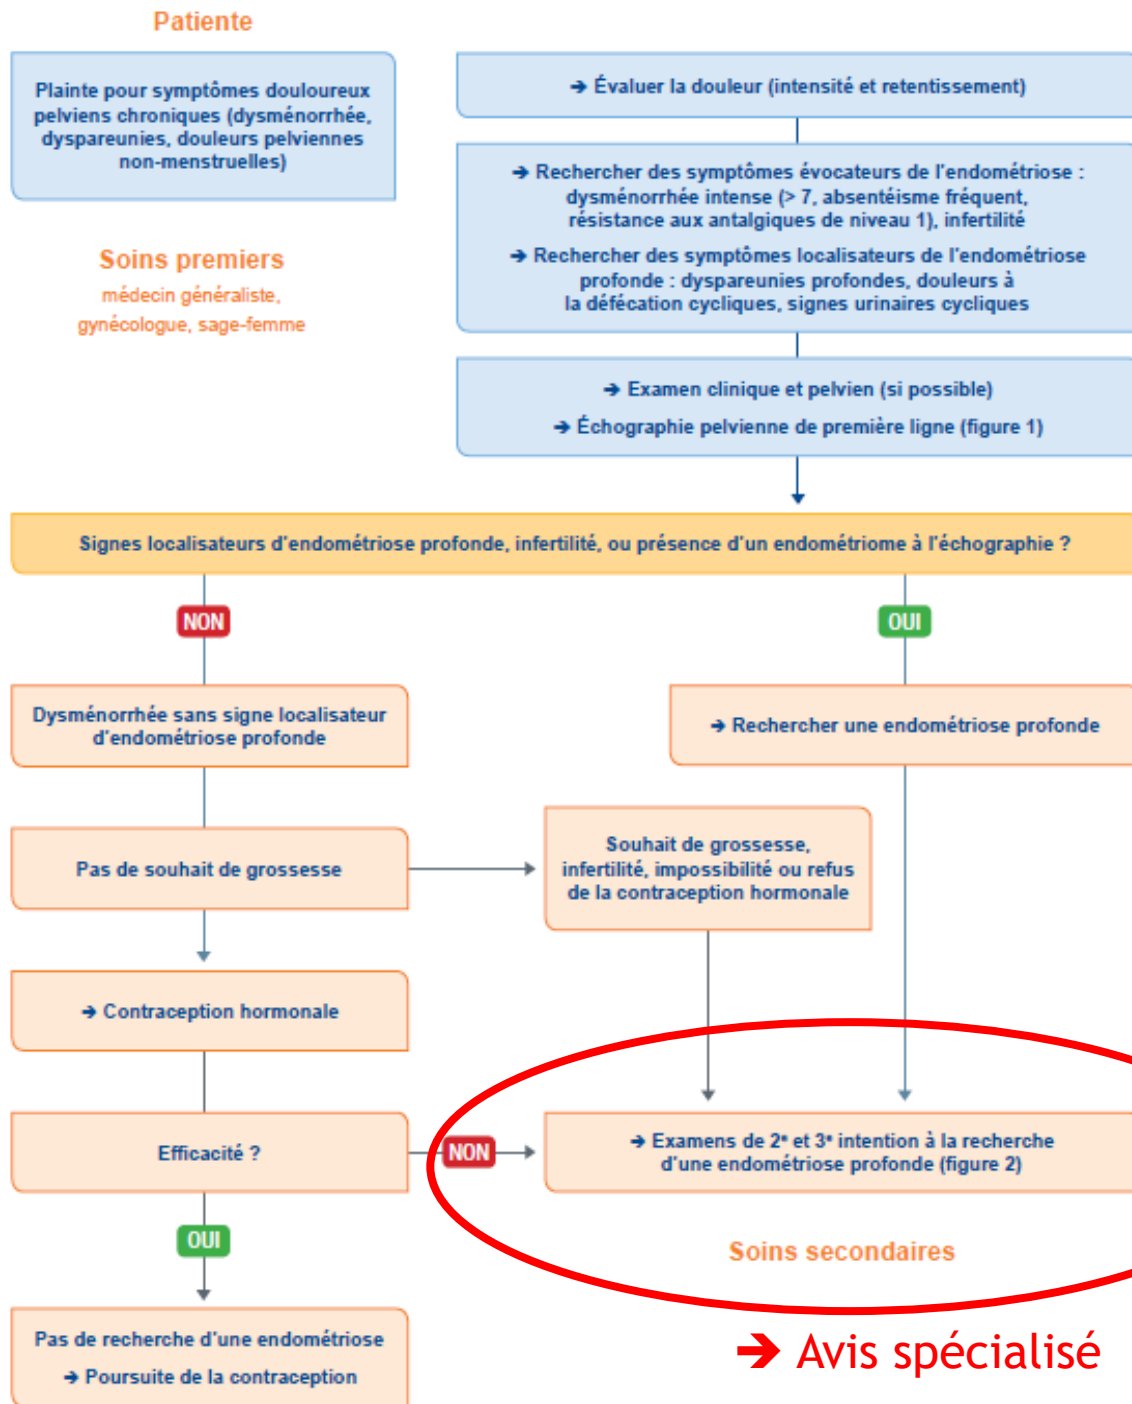 Patiente
Plainte pour symptômes douloureux
pelviens chroniques (dysménorrhée,
dyspareunies, douleurs pelviennes
non-menstruelles)
Soins premiers
médecin généraliste,
gynécologue, sage-femme
➔ Évaluer la douleur (intensité et retentissement)
➔ Rechercher des symptômes évocateurs de l'endométriose :
dysménorrhée intense (> 7, absentéisme fréquent,
résistance aux antalgiques de niveau 1), infertilité
➔ Rechercher des symptômes localisateurs de l'endométriose
profonde : dyspareunies profondes, douleurs à
la défécation cycliques, signes urinaires cycliques
➔ Examen clinique et pelvien (si possible)
➔ Échographie pelvienne de première ligne (figure 1)
Signes localisateurs d'endométriose profonde, infertilité, ou présence d'un endométriome à l'échographie ?
NON
OUI
Dysménorrhée sans signe localisateur
d'endométriose profonde
➔ Rechercher une endométriose profonde
Pas de souhait de grossesse
Souhait de grossesse,
infertilité, impossibilité ou refus
de la contraception hormonale
➔ Contraception hormonale
Efficacité ?
NON
➔ Examens de 2e et 3e intention à la recherche
d'une endométriose profonde (figure 2)
OUI
Soins secondaires
Pas de recherche d'une endométriose
➔ Poursuite de la contraception
➔ Avis spécialisé